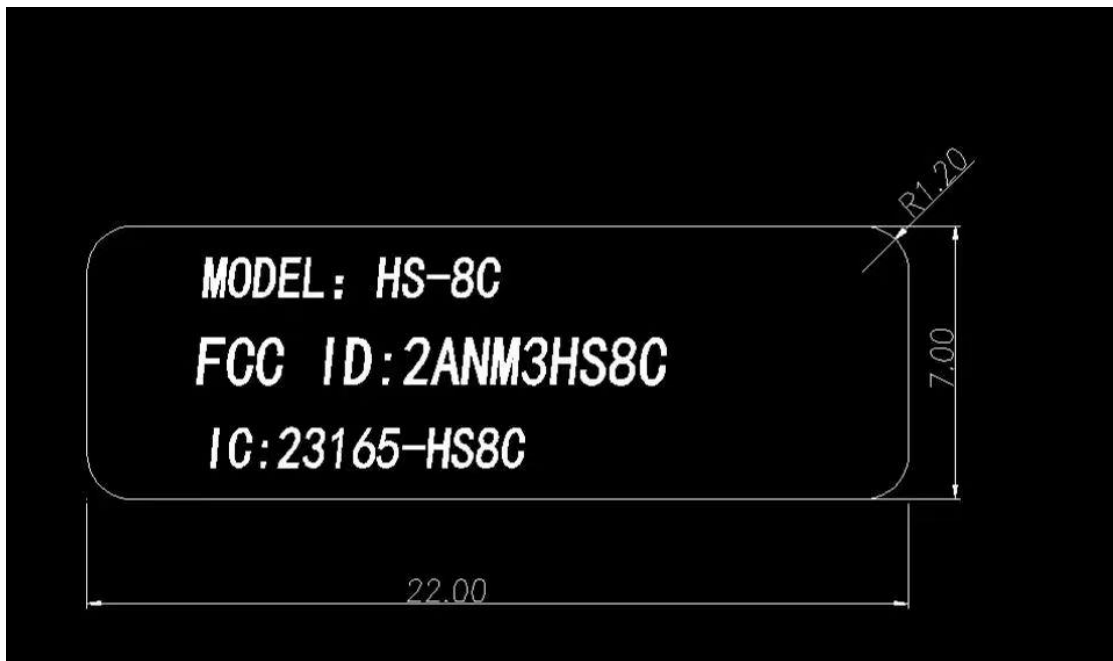 R1.20
MODEL: HS-8C
FCC ID:2ANM3HS8C
7.00
IC:23165-HS8C
22.00